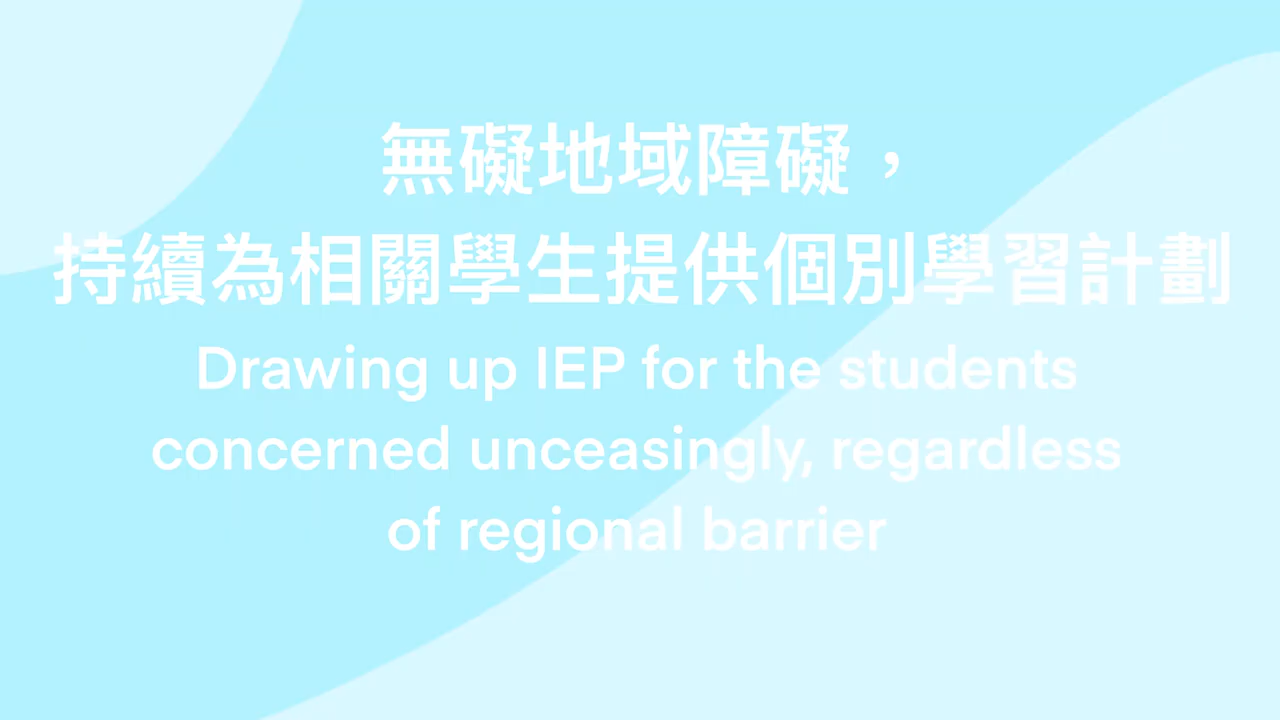 無礙地域障礙，
持續為相關學生提供個別學習計劃
Drawing up IEP for the students
concerned unceasingly, regardless
of regional barrier